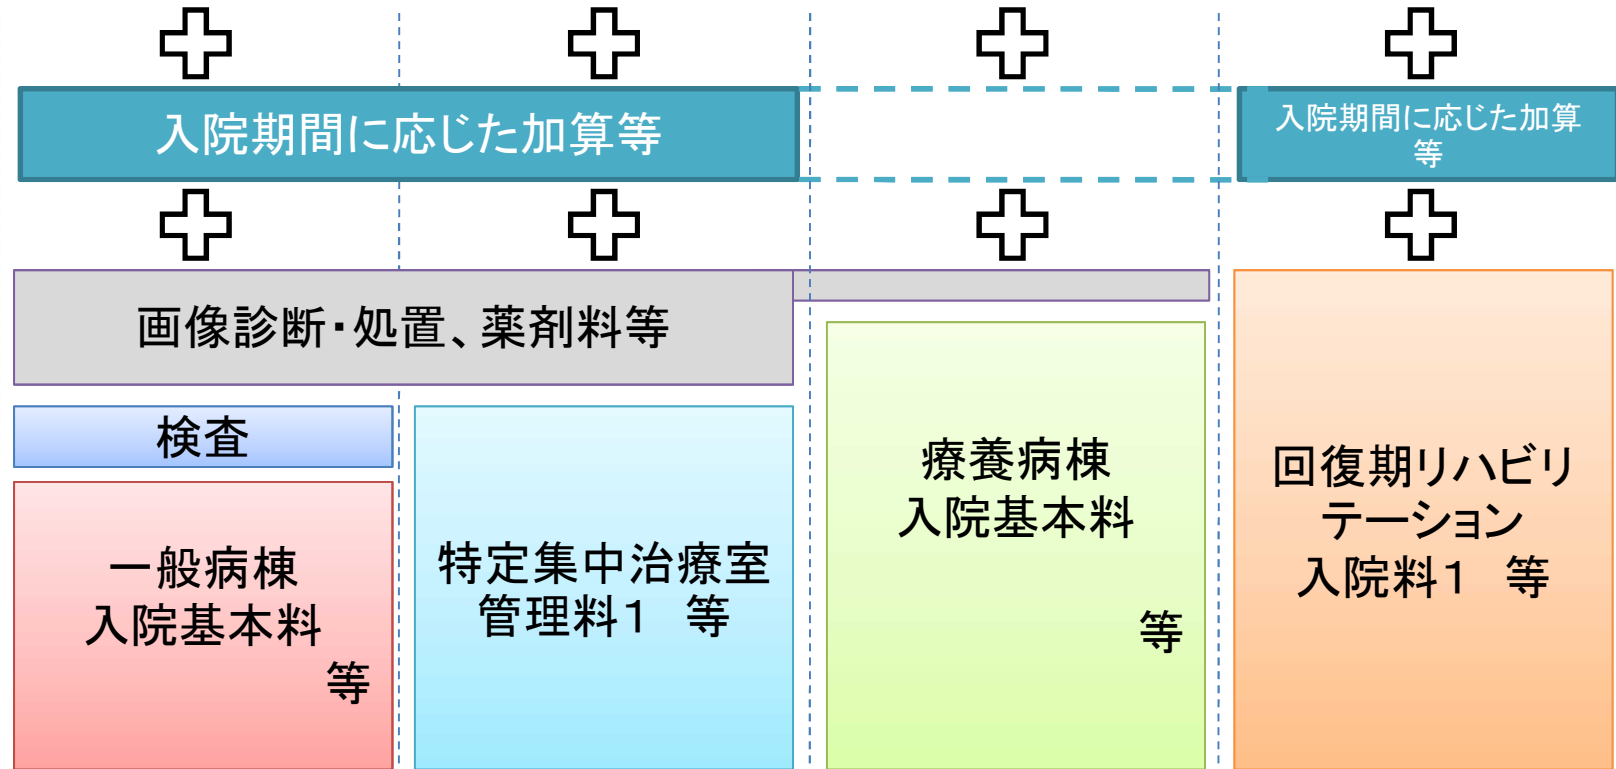 入院期間に応じた加算等
入院期間に応じた加算
等
画像診断・処置、薬剤料等
検査
一般病棟
入院基本料
等
特定集中治療室
管理料１　等
療養病棟
入院基本料
等
回復期リハビリ
テーション
入院料１　等